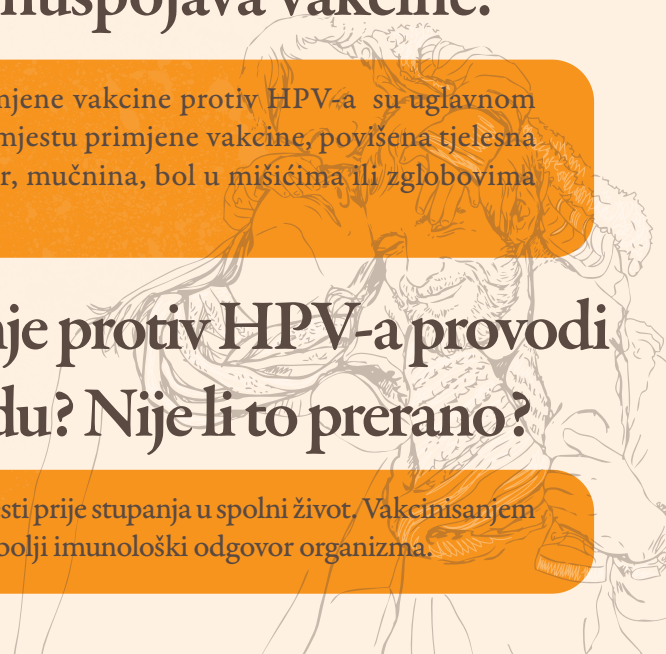 nuspojava vakcine.
njene vakcine protiv HPV-a su uglavnom
mjestu primjene vakcine, povišena tjelesna
r, mučnina, bol u mišićima ili zglobovima
nje protiv HPV-a provodi
du? Nije li to prerano?
sti prije stupanja u spolni život. Vakcinisanjem
bolji imunološki odgovor organizma.